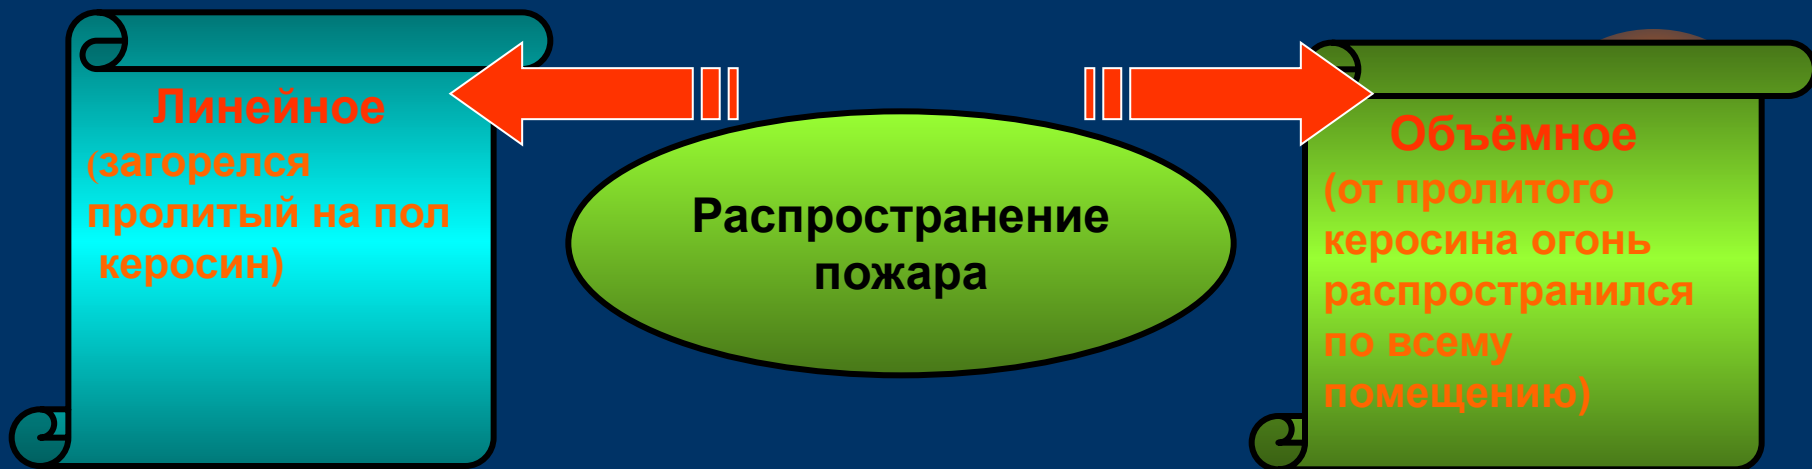 Линейное
(загорелся
пролитый на пол
керосин)
Распространение
пожара
Объёмное
(от пролитого
керосина огонь
распространился
по всему
помещению)